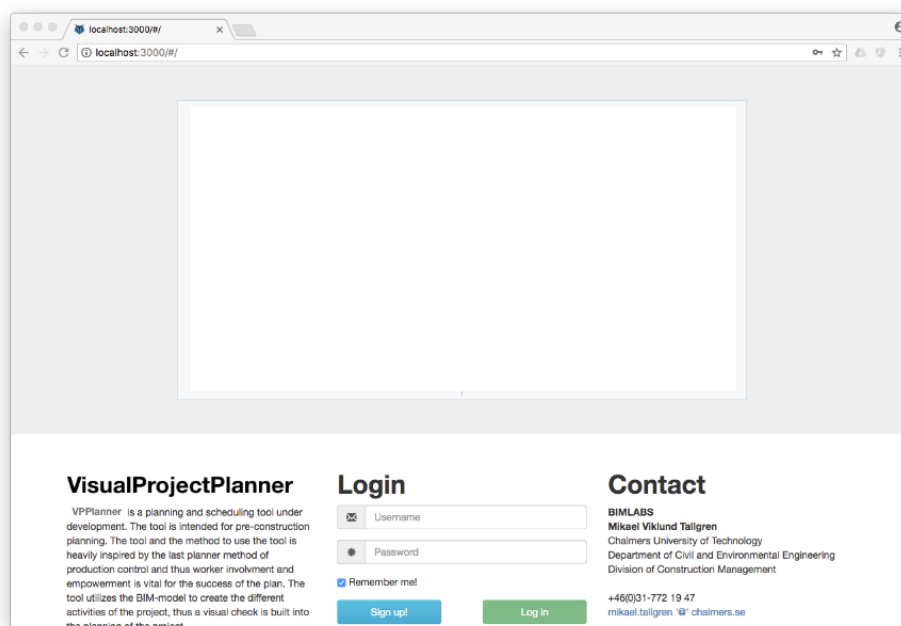 localhost:3000/#/
localhost:3000/#/
VisualProjectPlanner
VPPlanner is a planning and scheduling tool under
development. The tool is intended for pre-construction
planning. The tool and the method to use the tool is
heavily inspired by the last planner method of
production control and thus worker involvment and
empowerment is vital for the success of the plan. The
tool utilizes the BIM-model to create the different
activities of the project, thus a visual check is built into
the planning of the project.
Login
Username
Password
Remember me!
Sign up!
Log in
Contact
BIMLABS
Mikael Viklund Tallgren
Chalmers University of Technology
Department of Civil and Environmental Engineering
Division of Construction Management
+46(0)31-772 19 47
mikael.tallgren '@' chalmers.se